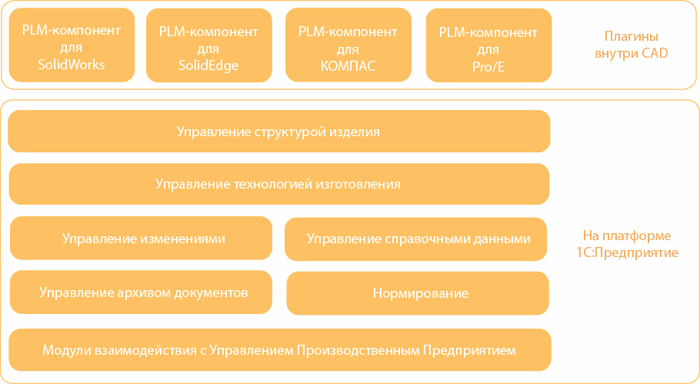 PLM-компонент
для
SolidWorks
PLM-компонент
для
SolidEdge
PLM-компонент
для
КОМПАС
PLM-компонент
для
Pro/E
Плагины
внутри CAD
Управление структурой изделия
Управление технологией изготовления
Управление изменениями
Управление справочными данными
Управление архивом документов
Нормирование
Модули взаимодействия с Управлением Производственным Предприятием
На платформе
1С:Предприятие